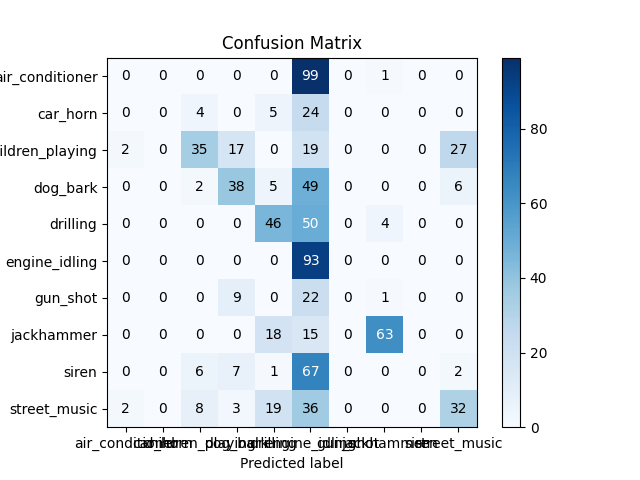 Confusion Matrix
air_conditioner 0 0 0 0 0 99 0 1 0 0
car_horn 0 0 4 0 5 24 0 0 0 0
ildren_playing 2 0 35 17 0 19 0 0 0 27
dog_bark 0 0 2 38 5 49 0 0 0 6
drilling 0 0 0 0 46 50 0 4 0 0
engine_idling 0 0 0 0 0 93 0 0 0 0
gun_shot 0 0 0 9 0 22 0 1 0 0
jackhammer 0 0 0 0 18 15 0 63 0 0
siren 0 0 6 7 1 67 0 0 0 2
street_music 2 0 8 3 19 36 0 0 0 32
street_music
Predicted label
80
60
40
20
0